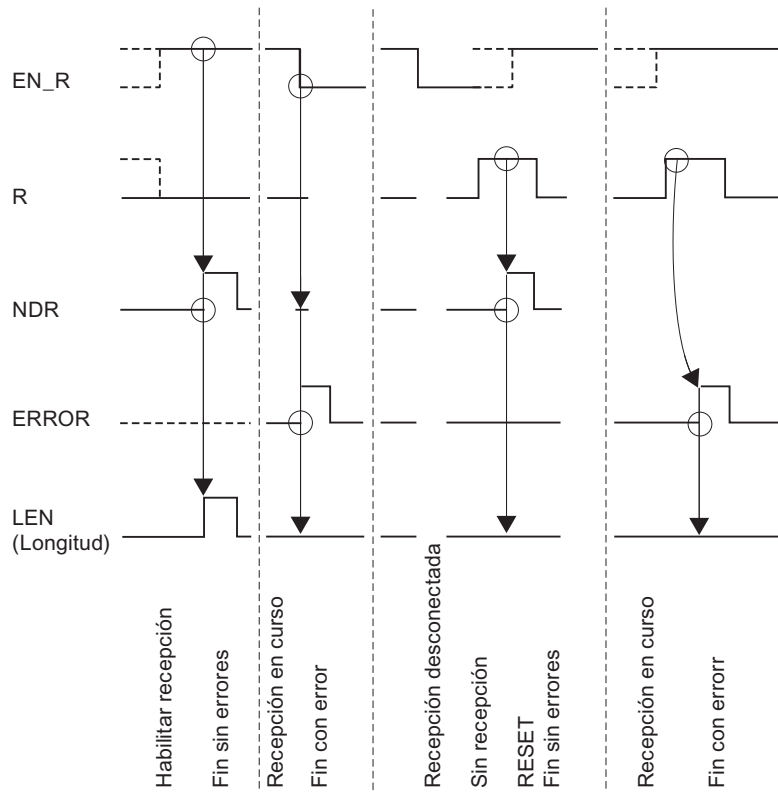 EN_R
R
NDR
ERROR
LEN
(Longitud)
Habilitar recepción
Fin sin errores
Recepción en curso
Fin con error
Recepción desconectada
Sin recepción
RESET
Fin sin errores
Recepción en curso
Fin con errorr